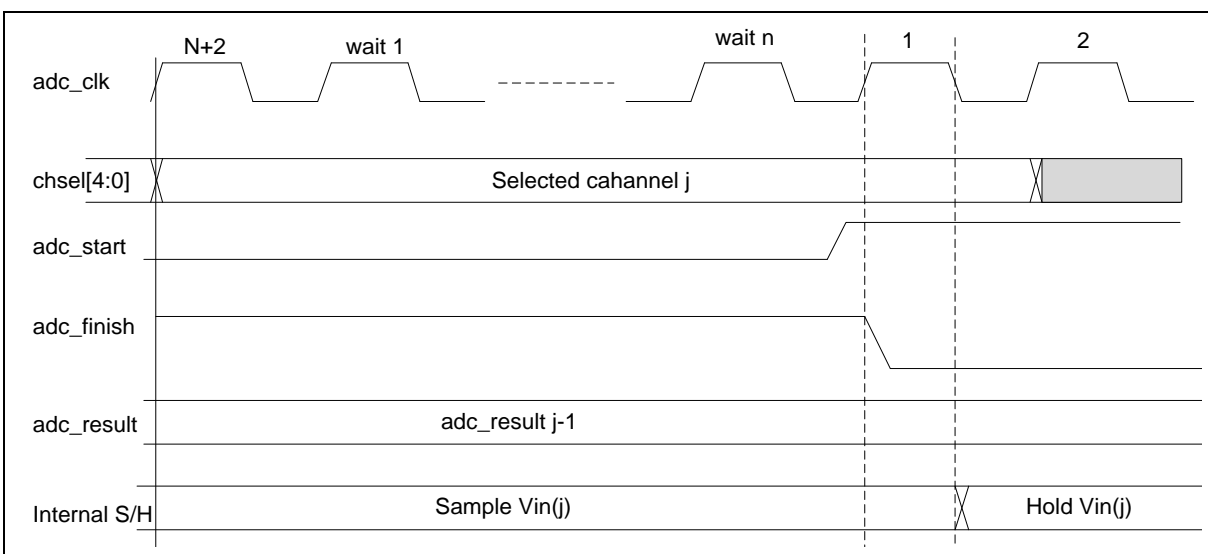 N+2 wait 1 wait n 1 2
adc_clk
chsel[4:0] Selected cahannel j
adc_start
adc_finish
adc_result adc_result j-1
Internal S/H Sample Vin(j) Hold Vin(j)